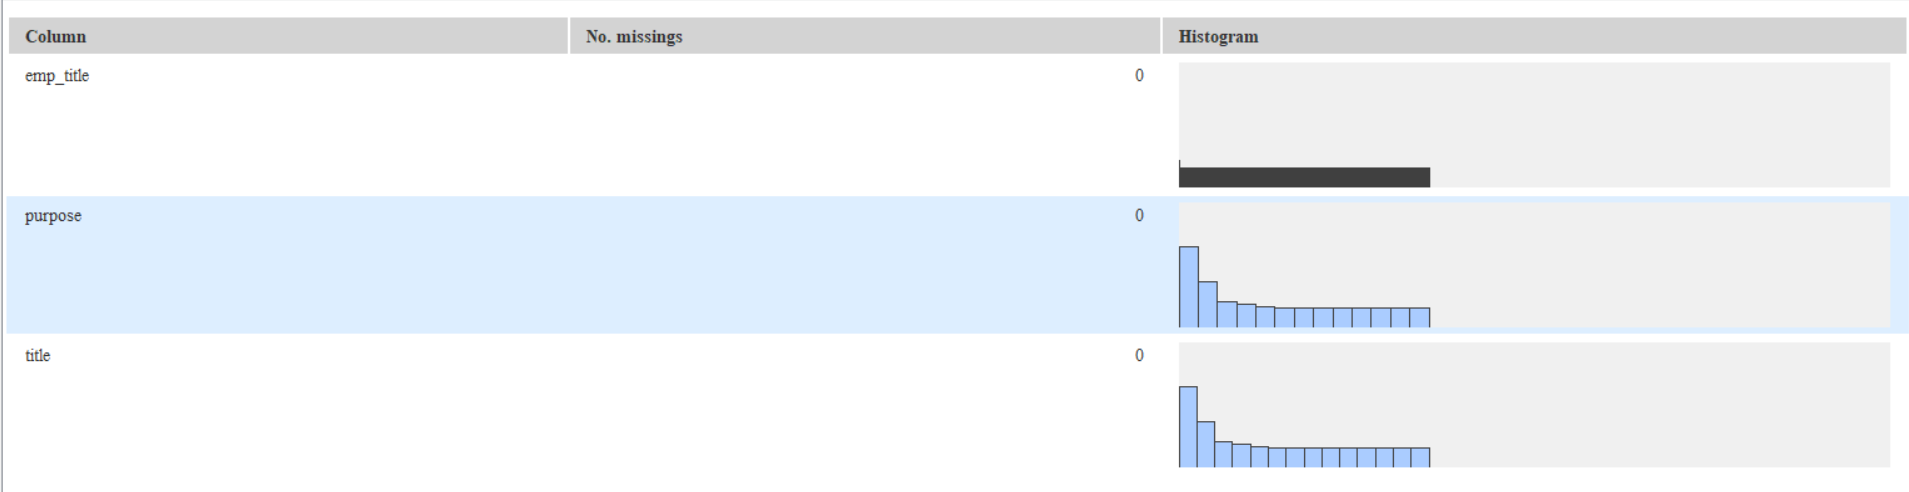 Column No. missings Histogram
emp_title 0
purpose 0
title 0